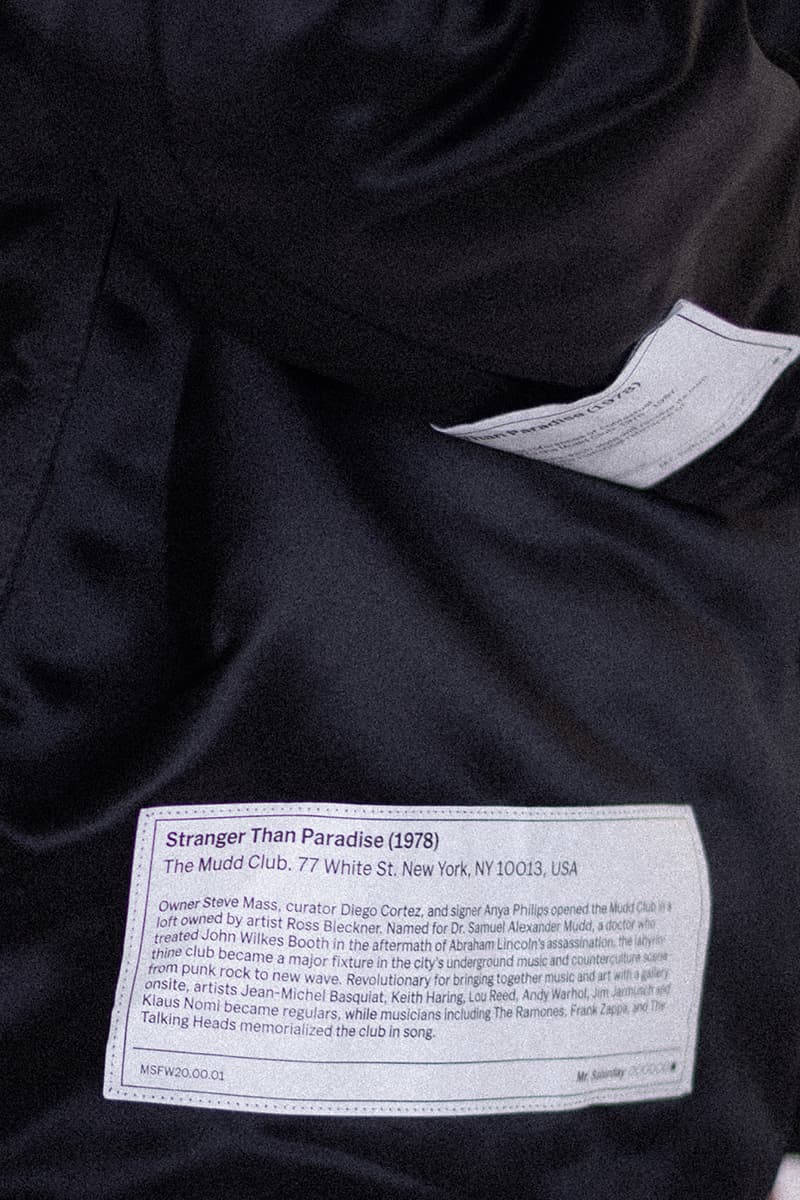 han Paradise (1978)
Stranger Than Paradise (1978)
The Mudd Club. 77 White St. New York, NY 10013, USA
Owner Steve Mass, curator Diego Cortez, and signer Anya Philips opened the Mudd Club in a
loft owned by artist Ross Bleckner. Named for Dr. Samuel Alexander Mudd, a doctor who
treated John Wilkes Booth in the aftermath of Abraham Lincoln's assassination, the labyrin-
thine club became a major fixture in the city's underground music and counterculture scene
from punk rock to new wave. Revolutionary for bringing together music and art with a gallery
onsite, artists Jean-Michel Basquiat, Keith Haring, Lou Reed, Andy Warhol, Jim Jarmusch and
Klaus Nomi became regulars, while musicians including The Ramones, Frank Zappa, and The
Talking Heads memorialized the club in song.
MSFW20.00.01
Mr. Saturday